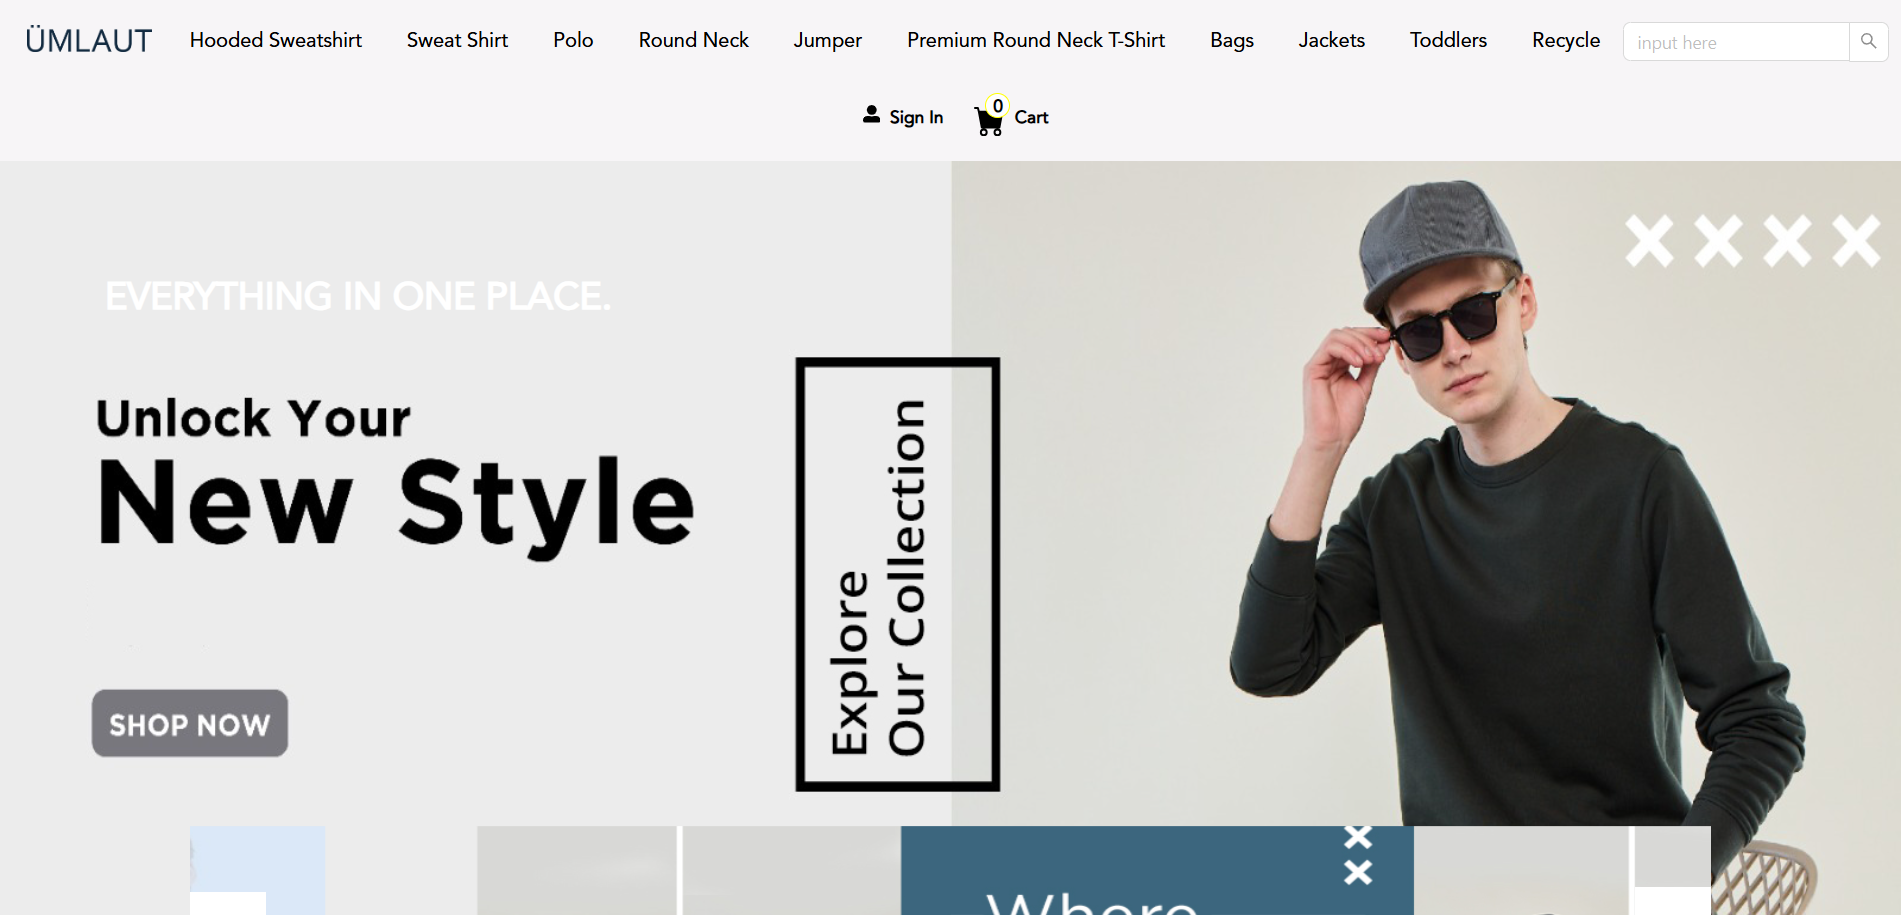 ÜMLAUT
Hooded Sweatshirt
Sweat Shirt
Polo
Round Neck
Jumper
Premium Round Neck T-Shirt
Bags
Jackets
Toddlers
Recycle
input here
Sign In
0
Cart
EVERYTHING IN ONE PLACE.
Unlock Your
New Style
Explore
Our Collection
SHOP NOW
Where